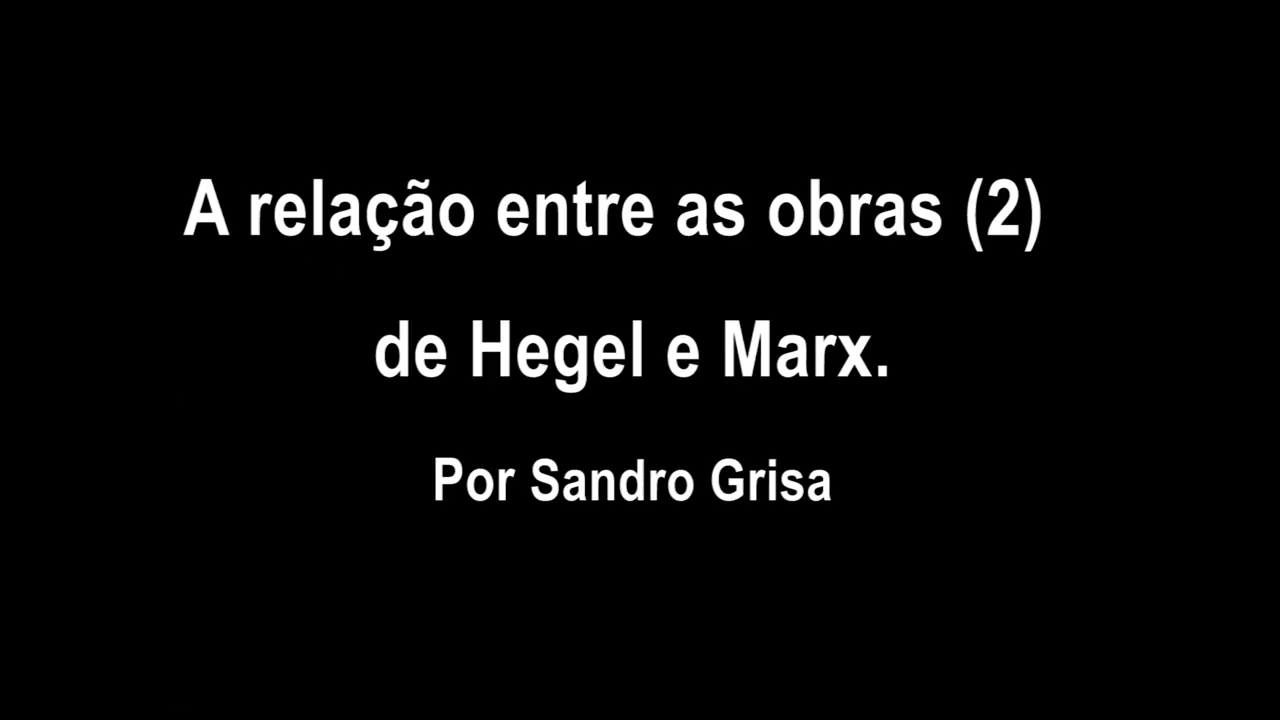 A relação entre as obras (2)
de Hegel e Marx.
Por Sandro Grisa